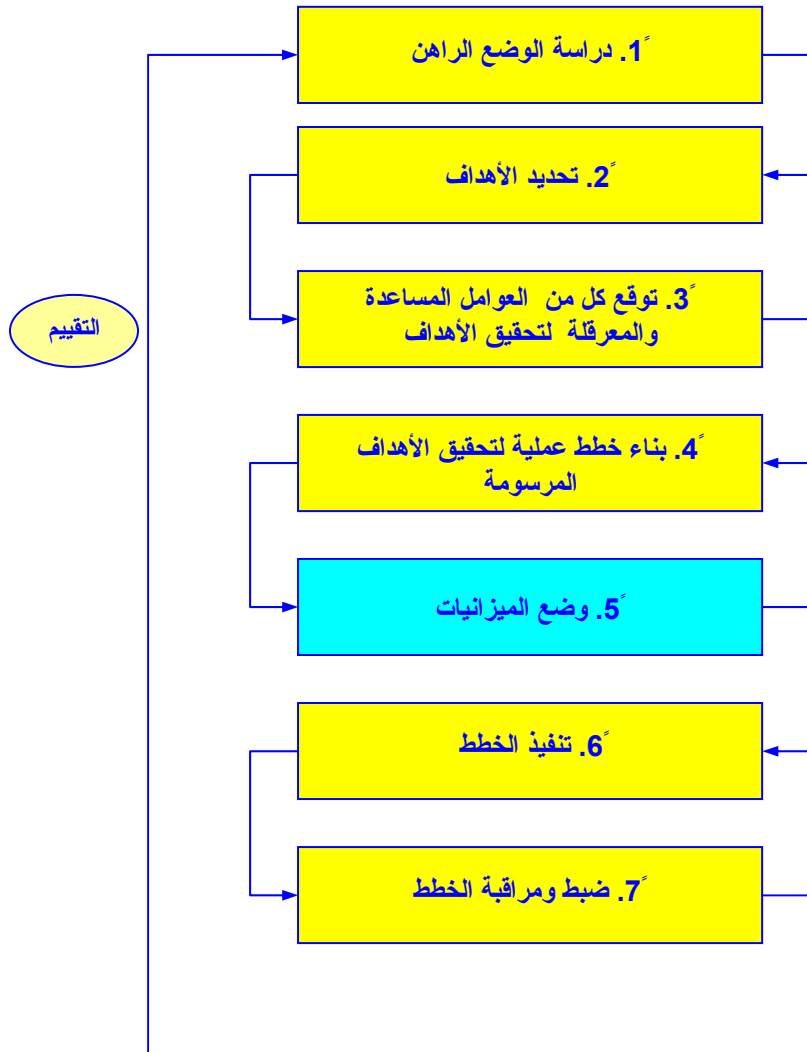 1. دراسة الوضع الراهن
2. تحديد الأهداف
3. توقع كل من العوامل المساعدة
والمعرقلة لتحقيق الأهداف
التقييم
4. بناء خطط عملية لتحقيق الأهداف
المرسومة
5. وضع الميزانيات
6. تنفيذ الخطط
7. ضبط ومراقبة الخطط